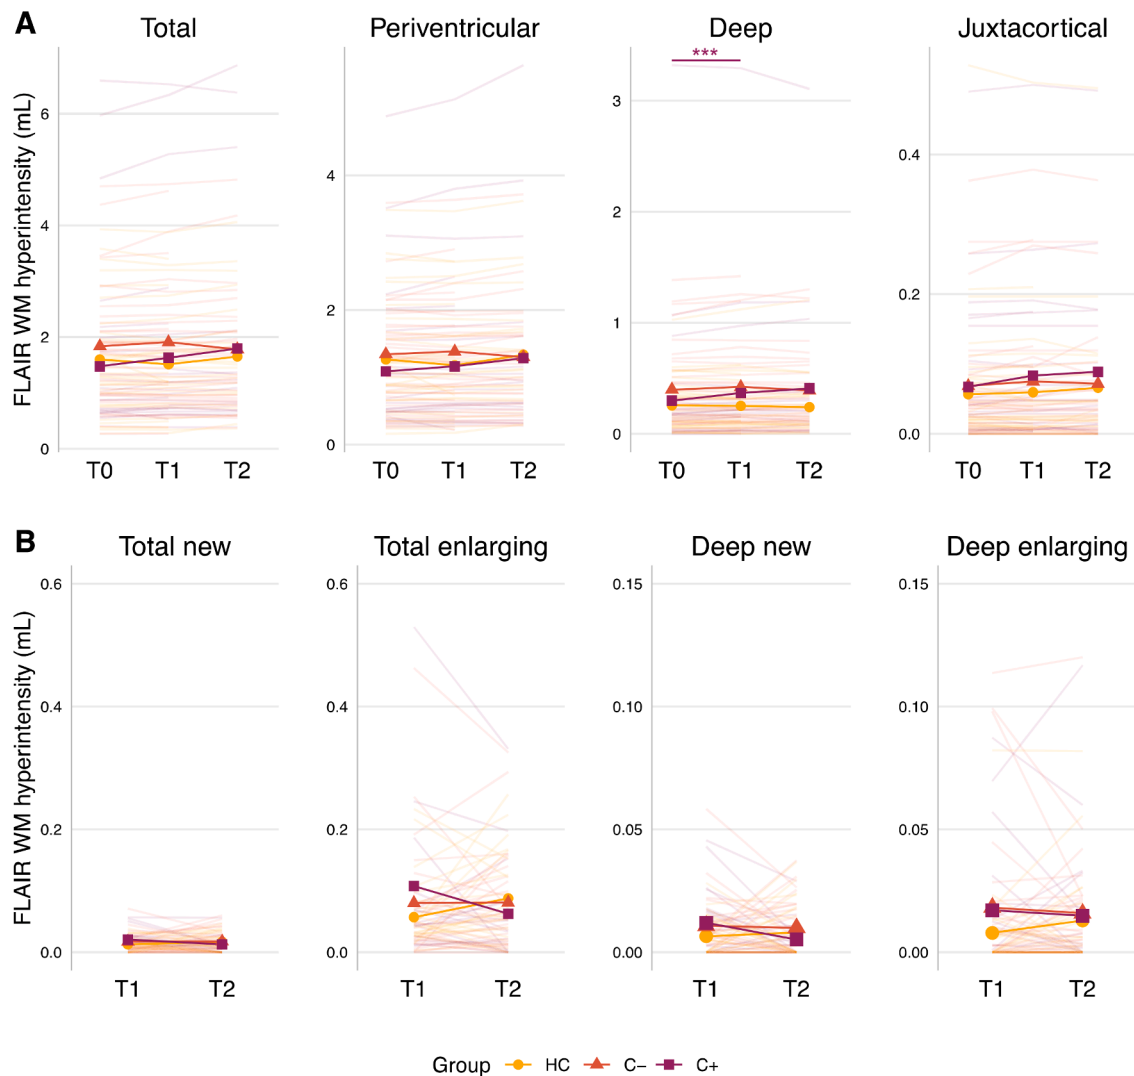 A
Total
Periventricular
Deep
Juxtacortical
FLAIR WM hyperintensity (mL)
6
4
2
0
T0 T1 T2
4
2
0
T0 T1 T2
***
3
2
1
0
T0 T1 T2
0.4
0.2
0.0
T0 T1 T2
B
Total new
Total enlarging
Deep new
Deep enlarging
FLAIR WM hyperintensity (mL)
0.6
0.4
0.2
0.0
T1 T2
0.6
0.4
0.2
0.0
T1 T2
0.15
0.10
0.05
0.00
T1 T2
0.15
0.10
0.05
0.00
T1 T2
Group HC C− C+